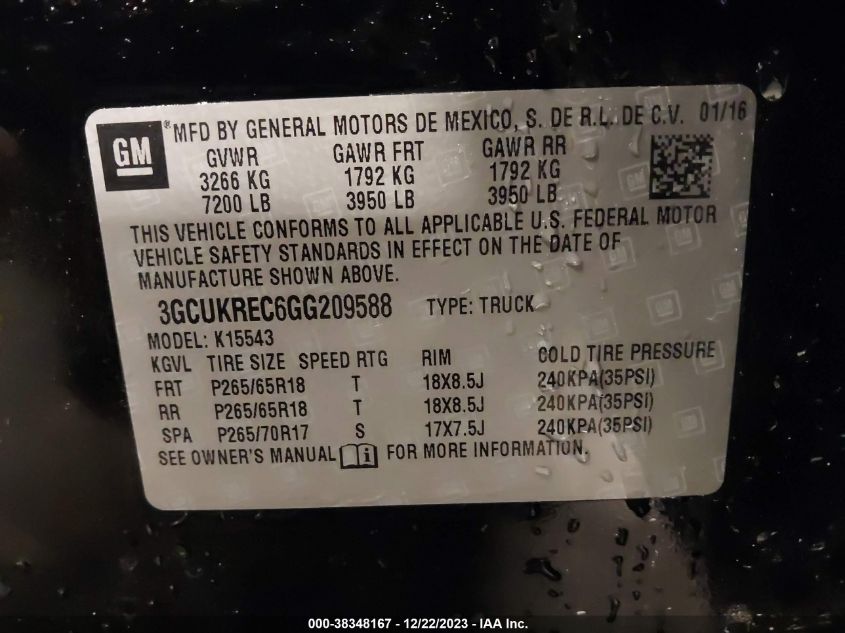 GM ®MFD BY GENERAL MOTORS DE MEXICO, S. DE R.L. DE C.V. 01/16
GVWR GAWR FRT GAWR RR
3266 KG 1792 KG 1792 KG
7200 LB 3950 LB 3950 LB
THIS VEHICLE CONFORMS TO ALL APPLICABLE U.S. FEDERAL MOTOR
VEHICLE SAFETY STANDARDS IN EFFECT ON THE DATE OF
MANUFACTURE SHOWN ABOVE.
3GCUKREC6GG209588 TYPE: TRUCK
MODEL: K15543
KGVL TIRE SIZE SPEED RTG RIM COLD TIRE PRESSURE
FRT P265/65R18 T 18X8.5J 240KPA(35PSI)
RR P265/65R18 T 18X8.5J 240KPA(35PSI)
SPA P265/70R17 S 17X7.5J 240KPA(35PSI)
SEE OWNER'S MANUAL i FOR MORE INFORMATION.
000-38348167 - 12/22/2023 - IAA Inc.